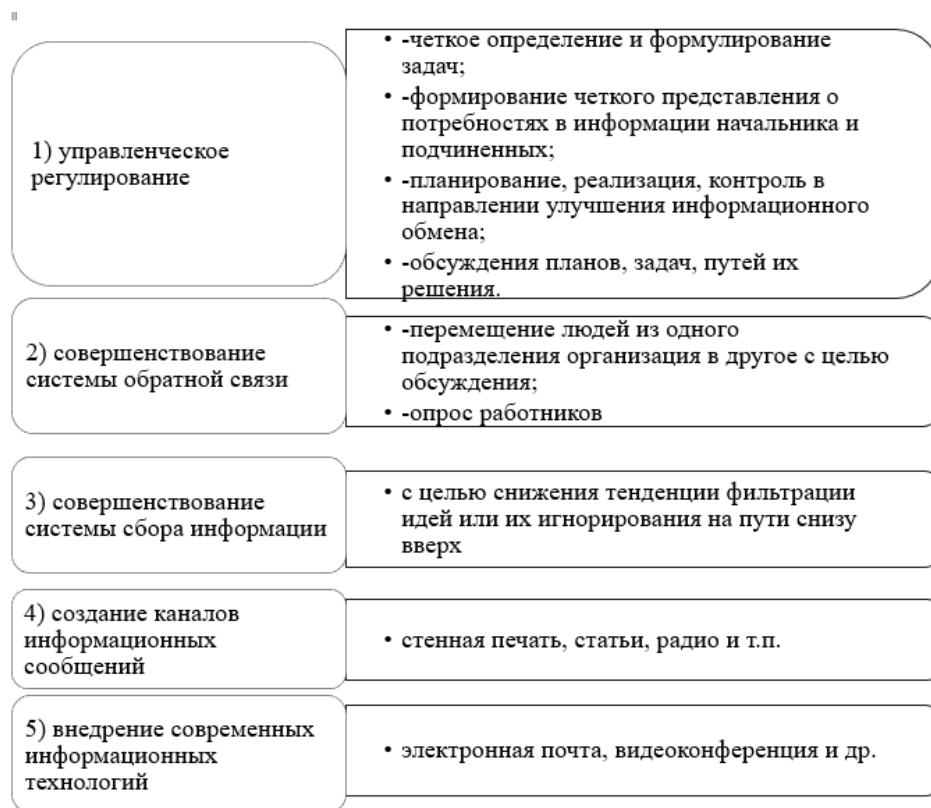 1) управленческое
регулирование
• -четкое определение и формулирование
задач;
• -формирование четкого представления о
потребностях в информации начальника и
подчиненных;
• -планирование, реализация, контроль в
направлении улучшения информационного
обмена;
• -обсуждения планов, задач, путей их
решения.
2) совершенствование
системы обратной связи
• -перемещение людей из одного
подразделения организация в другое с целью
обсуждения;
• -опрос работников
3) совершенствование
системы сбора информации
• с целью снижения тенденции фильтрации
идей или их игнорирования на пути снизу
вверх
4) создание каналов
информационных
сообщений
• стенная печать, статьи, радио и т.п.
5) внедрение современных
информационных
технологий
• электронная почта, видеоконференция и др.